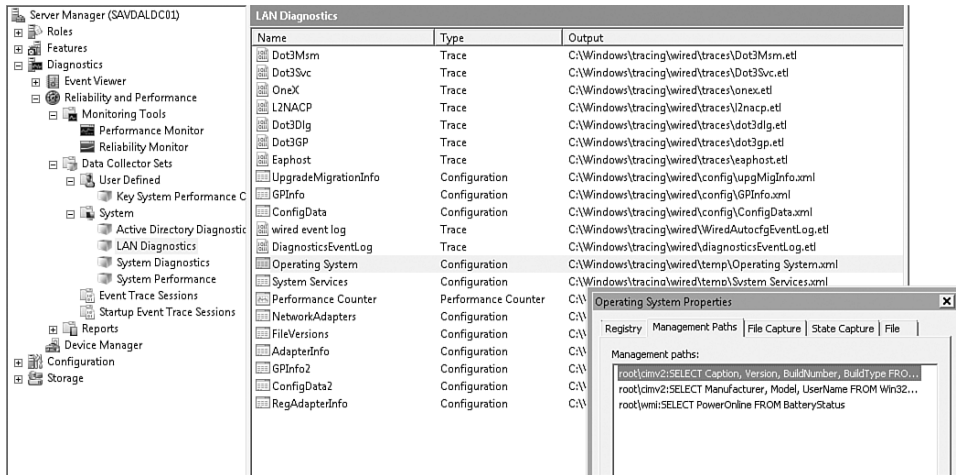 Server Manager (SAVDALDC01)
Roles
Features
Diagnostics
Event Viewer
Reliability and Performance
Monitoring Tools
Performance Monitor
Reliability Monitor
Data Collector Sets
User Defined
Key System Performance C
System
Active Directory Diagnostic
LAN Diagnostics
System Diagnostics
System Performance
Event Trace Sessions
Startup Event Trace Sessions
Reports
Device Manager
Configuration
Storage
LAN Diagnostics
Name Type Output
Dot3Msm Trace C:\Windows\tracing\wired\traces\Dot3Msm.etl
Dot3Svc Trace C:\Windows\tracing\wired\traces\Dot3Svc.etl
OneX Trace C:\Windows\tracing\wired\traces\onex.etl
L2NACP Trace C:\Windows\tracing\wired\traces\l2nacp.etl
Dot3Dlg Trace C:\Windows\tracing\wired\traces\dot3dlg.etl
Dot3GP Trace C:\Windows\tracing\wired\traces\dot3gp.etl
Eaphost Trace C:\Windows\tracing\wired\traces\eaphost.etl
UpgradeMigrationInfo Configuration C:\Windows\tracing\wired\config\upgMigInfo.xml
GPInfo Configuration C:\Windows\tracing\wired\config\GPInfo.xml
ConfigData Configuration C:\Windows\tracing\wired\config\ConfigData.xml
wired event log Trace C:\Windows\tracing\wired\WiredAutocfgEventLog.etl
DiagnosticsEventLog Trace C:\Windows\tracing\wired\diagnosticsEventLog.etl
Operating System Configuration C:\Windows\tracing\wired\temp\Operating System.xml
System Services Configuration C:\Windows\tracing\wired\temp\System Services.xml
Performance Counter Performance Counter C:\
NetworkAdapters Configuration C:\
FileVersions Configuration C:\
AdapterInfo Configuration C:\
GPInfo2 Configuration C:\
ConfigData2 Configuration C:\
RegAdapterInfo Configuration C:\
Operating System Properties
Registry Management Paths File Capture State Capture File
Management paths:
root\cimv2:SELECT Caption, Version, BuildNumber, BuildType FRO...
root\cimv2:SELECT Manufacturer, Model, UserName FROM Win32...
root\wmi:SELECT PowerOnline FROM BatteryStatus